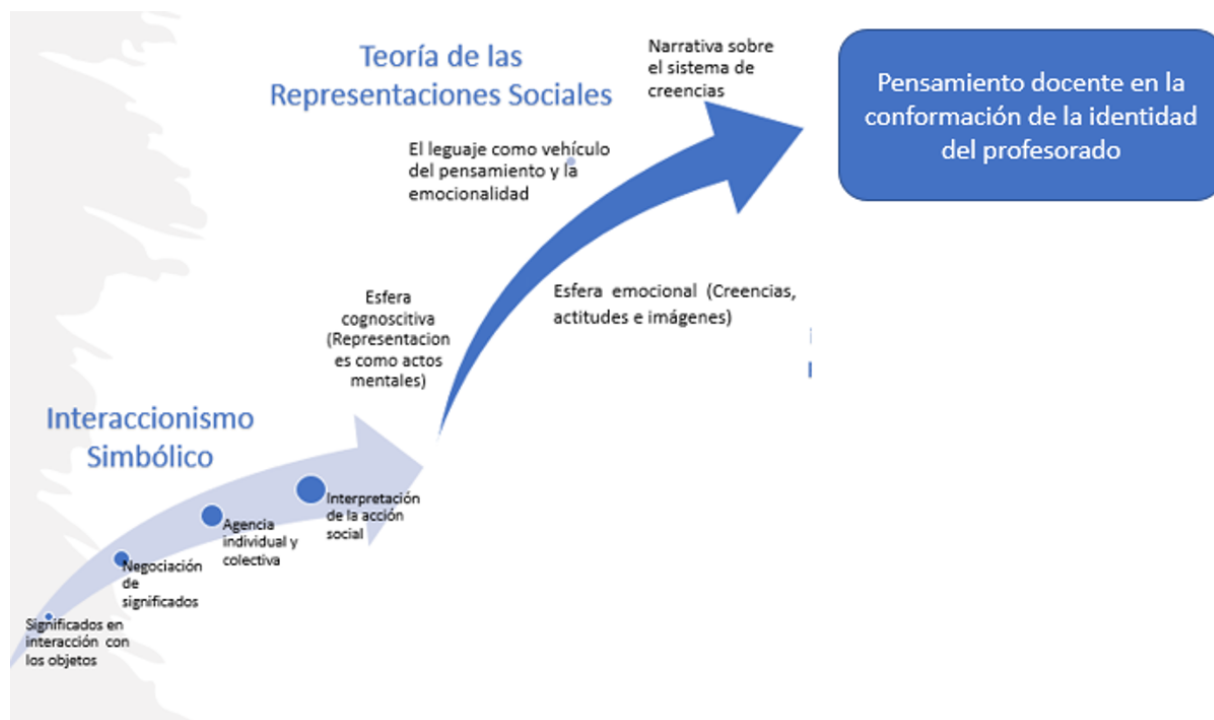 Teoría de las
Representaciones Sociales
Narrativa sobre
el sistema de
creencias
Pensamiento docente en la
conformación de la identidad
del profesorado
El leguaje como vehículo
del pensamiento y la
emocionalidad
Esfera
cognoscitiva
(Representacion
es como actos
mentales)
Esfera emocional (Creencias,
actitudes e imágenes)
Interaccionismo
Simbólico
Interpretación
de la acción
social
Agencia
individual y
colectiva
Negociación
de
significados
Significados en
interacción con
los objetos